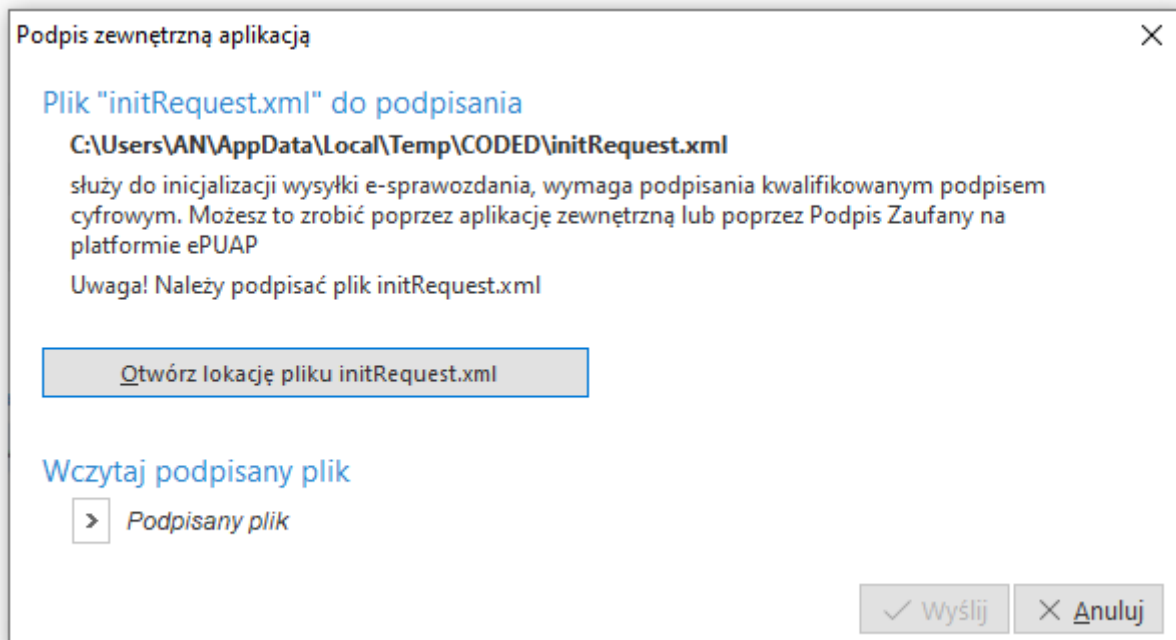 Podpis zewnętrzną aplikacją
Plik "initRequest.xml" do podpisania
C:\Users\AN\AppData\Local\Temp\CODED\initRequest.xml
służy do inicjalizacji wysyłki e-sprawozdania, wymaga podpisania kwalifikowanym podpisem
cyfrowym. Możesz to zrobić poprzez aplikację zewnętrzną lub poprzez Podpis Zaufany na
platformie ePUAP
Uwaga! Należy podpisać plik initRequest.xml
Otwórz lokację pliku initRequest.xml
Wczytaj podpisany plik
Podpisany plik
Wyślij Anuluj